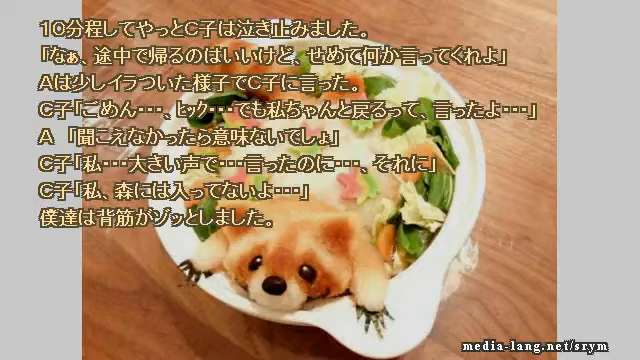 １０分程してやっとC子は泣き止みました。
「なぁ、途中で帰るのはいいけど、せめて何か言ってくれよ」
Aは少しイラついた様子でC子に言った。
C子「ごめん・・・、ﾋｯｸ・・・でも私ちゃんと戻るって、言ったよ・・・」
A　「聞こえなかったら意味ないでしょ」
C子「私・・・大きい声で・・・言ったのに・・・、それに」
C子「私、森には入ってないよ・・・」
僕達は背筋がゾッとしました。
media-lang.net/srym